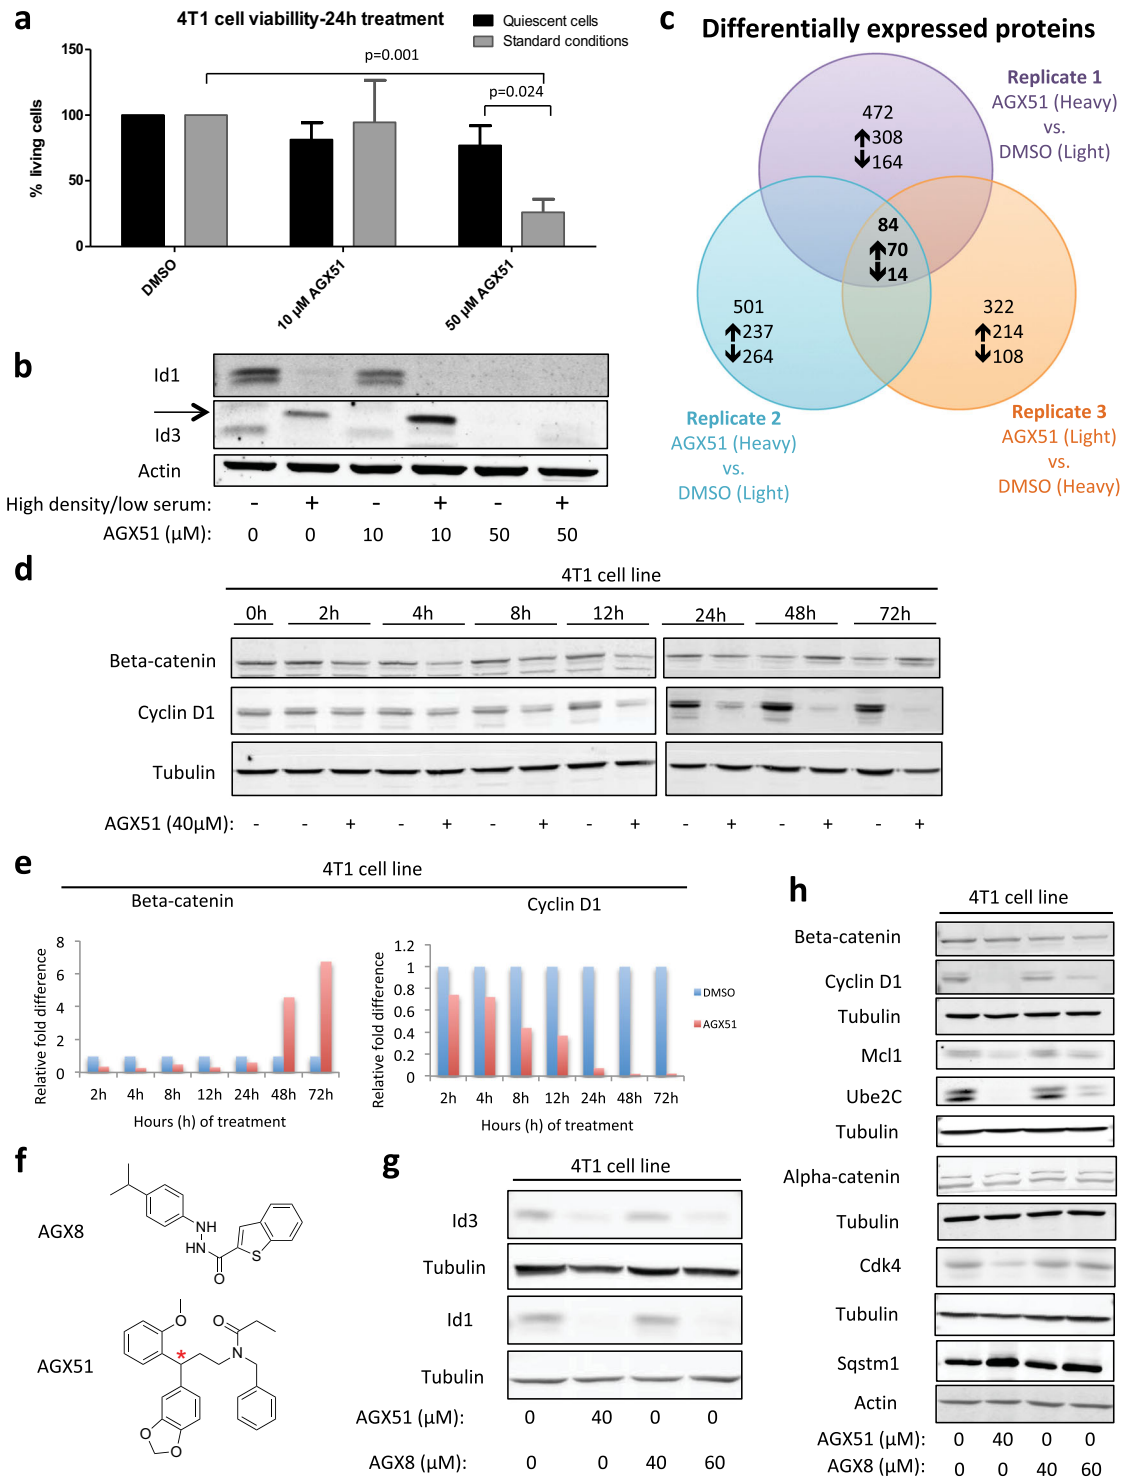 a
4T1 cell viabillity-24h treatment
Quiescent cells
Standard conditions
p=0.001
p=0.024
% living cells
150
100
50
0
DMSO
10 µM AGX51
50 µM AGX51
b
Id1
Id3
Actin
High density/low serum: - + - + - +
AGX51 (µM): 0 0 10 10 50 50
c
Differentially expressed proteins
Replicate 1
AGX51 (Heavy)
vs.
DMSO (Light)
472
308
164
84
70
14
501
237
264
322
214
108
Replicate 2
AGX51 (Heavy)
vs.
DMSO (Light)
Replicate 3
AGX51 (Light)
vs.
DMSO (Heavy)
d
4T1 cell line
0h 2h 4h 8h 12h 24h 48h 72h
Beta-catenin
Cyclin D1
Tubulin
AGX51 (40µM): - - + - + - + - + - + - + - +
e
4T1 cell line
Beta-catenin
Relative fold difference
8
6
4
2
0
2h 4h 8h 12h 24h 48h 72h
Hours (h) of treatment
Cyclin D1
Relative fold difference
1.2
1
0.8
0.6
0.4
0.2
0
2h 4h 8h 12h 24h 48h 72h
Hours (h) of treatment
DMSO
AGX51
f
AGX8
NH
HN
O
S
AGX51
O
O
N
*
O
O
g
4T1 cell line
Id3
Tubulin
Id1
Tubulin
AGX51 (µM): 0 40 0 0
AGX8 (µM): 0 0 40 60
h
4T1 cell line
Beta-catenin
Cyclin D1
Tubulin
Mcl1
Ube2C
Tubulin
Alpha-catenin
Tubulin
Cdk4
Tubulin
Sqstm1
Actin
AGX51 (µM): 0 40 0 0
AGX8 (µM): 0 0 40 60